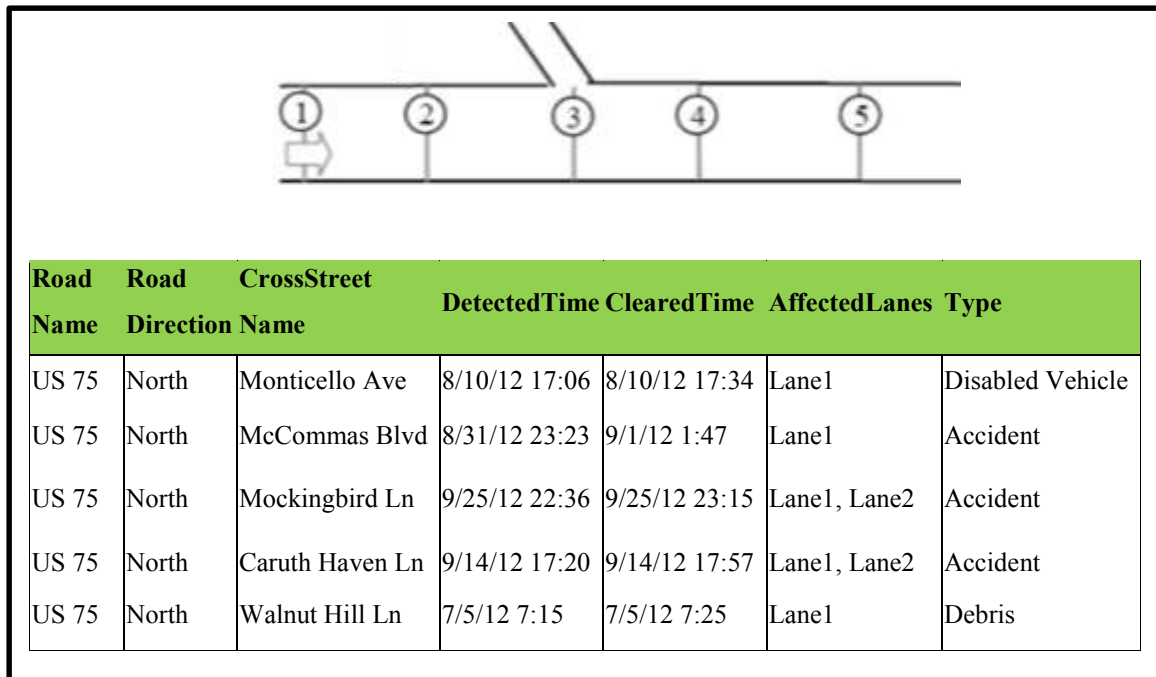 1 2 3 4 5
Road Name Road Direction CrossStreet Name DetectedTime ClearedTime AffectedLanes Type
US 75 North Monticello Ave 8/10/12 17:06 8/10/12 17:34 Lane1 Disabled Vehicle
US 75 North McCommas Blvd 8/31/12 23:23 9/1/12 1:47 Lane1 Accident
US 75 North Mockingbird Ln 9/25/12 22:36 9/25/12 23:15 Lane1, Lane2 Accident
US 75 North Caruth Haven Ln 9/14/12 17:20 9/14/12 17:57 Lane1, Lane2 Accident
US 75 North Walnut Hill Ln 7/5/12 7:15 7/5/12 7:25 Lane1 Debris